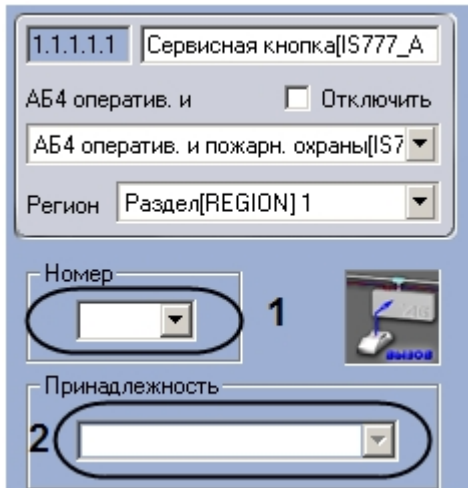 1.1.1.1.1 Сервисная кнопка[IS777_A
АБ4 оператив. и Отключить
АБ4 оператив. и пожарн. охраны[IS7
Регион Раздел[REGION] 1
Номер
1
вызов
Принадлежность
2